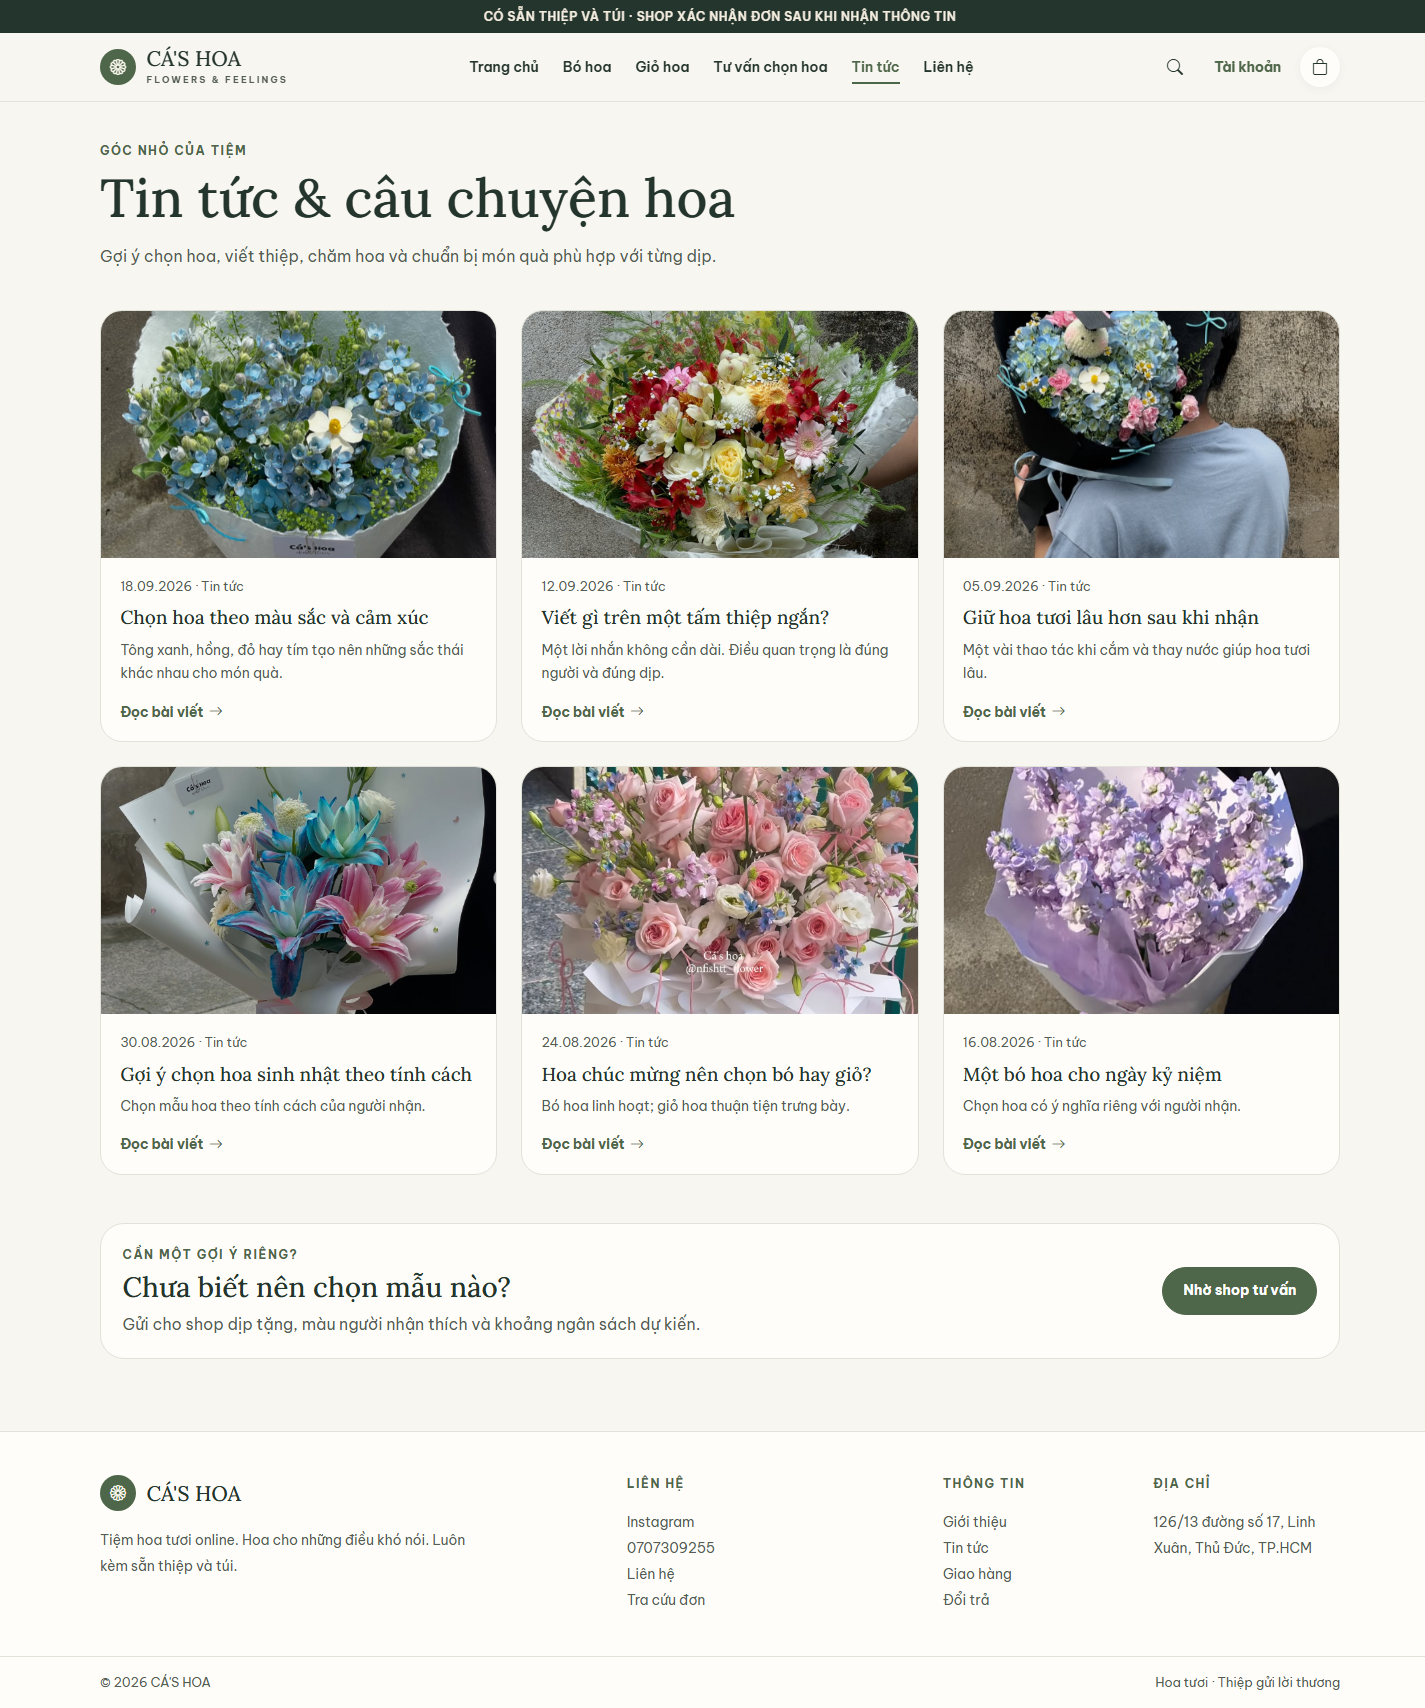 CÓ SẴN THIỆP VÀ TÚI · SHOP XÁC NHẬN ĐƠN SAU KHI NHẬN THÔNG TIN
CÁ'S HOA
FLOWERS & FEELINGS
Trang chủ
Bó hoa
Giỏ hoa
Tư vấn chọn hoa
Tin tức
Liên hệ
Tài khoản
GÓC NHỎ CỦA TIỆM
Tin tức & câu chuyện hoa
Gợi ý chọn hoa, viết thiệp, chăm hoa và chuẩn bị món quà phù hợp với từng dịp.
Cá's Hoa
18.09.2026 · Tin tức
Chọn hoa theo màu sắc và cảm xúc
Tông xanh, hồng, đỏ hay tím tạo nên những sắc thái
khác nhau cho món quà.
Đọc bài viết →
12.09.2026 · Tin tức
Viết gì trên một tấm thiệp ngắn?
Một lời nhắn không cần dài. Điều quan trọng là đúng
người và đúng dịp.
Đọc bài viết →
05.09.2026 · Tin tức
Giữ hoa tươi lâu hơn sau khi nhận
Một vài thao tác khi cắm và thay nước giúp hoa tươi
lâu.
Đọc bài viết →
Cá's Hoa
30.08.2026 · Tin tức
Gợi ý chọn hoa sinh nhật theo tính cách
Chọn mẫu hoa theo tính cách của người nhận.
Đọc bài viết →
Cá's hoa
@nfishtt_flower
24.08.2026 · Tin tức
Hoa chúc mừng nên chọn bó hay giỏ?
Bó hoa linh hoạt; giỏ hoa thuận tiện trưng bày.
Đọc bài viết →
16.08.2026 · Tin tức
Một bó hoa cho ngày kỷ niệm
Chọn hoa có ý nghĩa riêng với người nhận.
Đọc bài viết →
CẦN MỘT GỢI Ý RIÊNG?
Chưa biết nên chọn mẫu nào?
Gửi cho shop dịp tặng, màu người nhận thích và khoảng ngân sách dự kiến.
Nhờ shop tư vấn
CÁ'S HOA
Tiệm hoa tươi online. Hoa cho những điều khó nói. Luôn
kèm sẵn thiệp và túi.
LIÊN HỆ
Instagram
0707309255
Liên hệ
Tra cứu đơn
THÔNG TIN
Giới thiệu
Tin tức
Giao hàng
Đổi trả
ĐỊA CHỈ
126/13 đường số 17, Linh
Xuân, Thủ Đức, TP.HCM
© 2026 CÁ'S HOA
Hoa tươi · Thiệp gửi lời thương